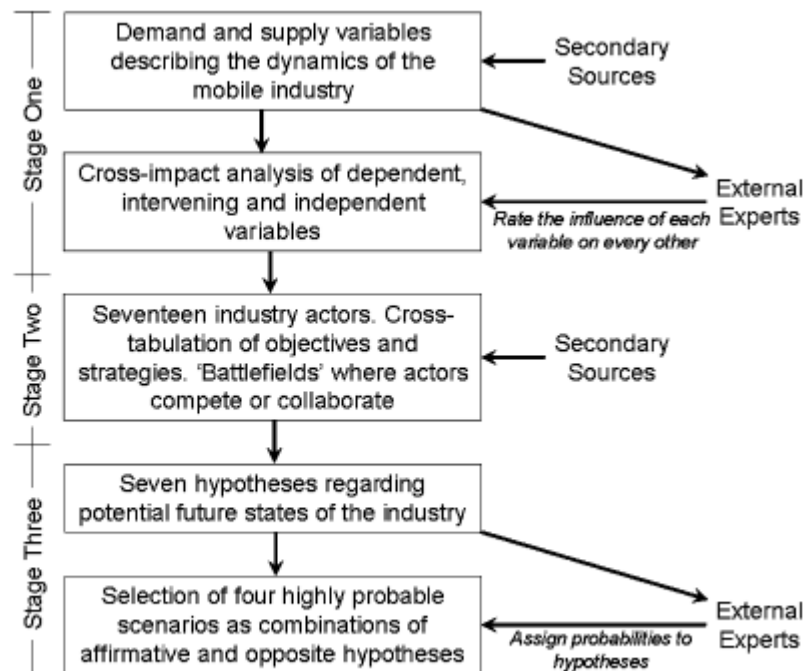 Stage One
Demand and supply variables
describing the dynamics of the
mobile industry
Secondary
Sources
Cross-impact analysis of dependent,
intervening and independent
variables
External
Experts
Rate the influence of each
variable on every other
Stage Two
Seventeen industry actors. Cross-
tabulation of objectives and
strategies. ‘Battlefields’ where actors
compete or collaborate
Secondary
Sources
Stage Three
Seven hypotheses regarding
potential future states of the industry
Selection of four highly probable
scenarios as combinations of
affirmative and opposite hypotheses
External
Experts
Assign probabilities to
hypotheses